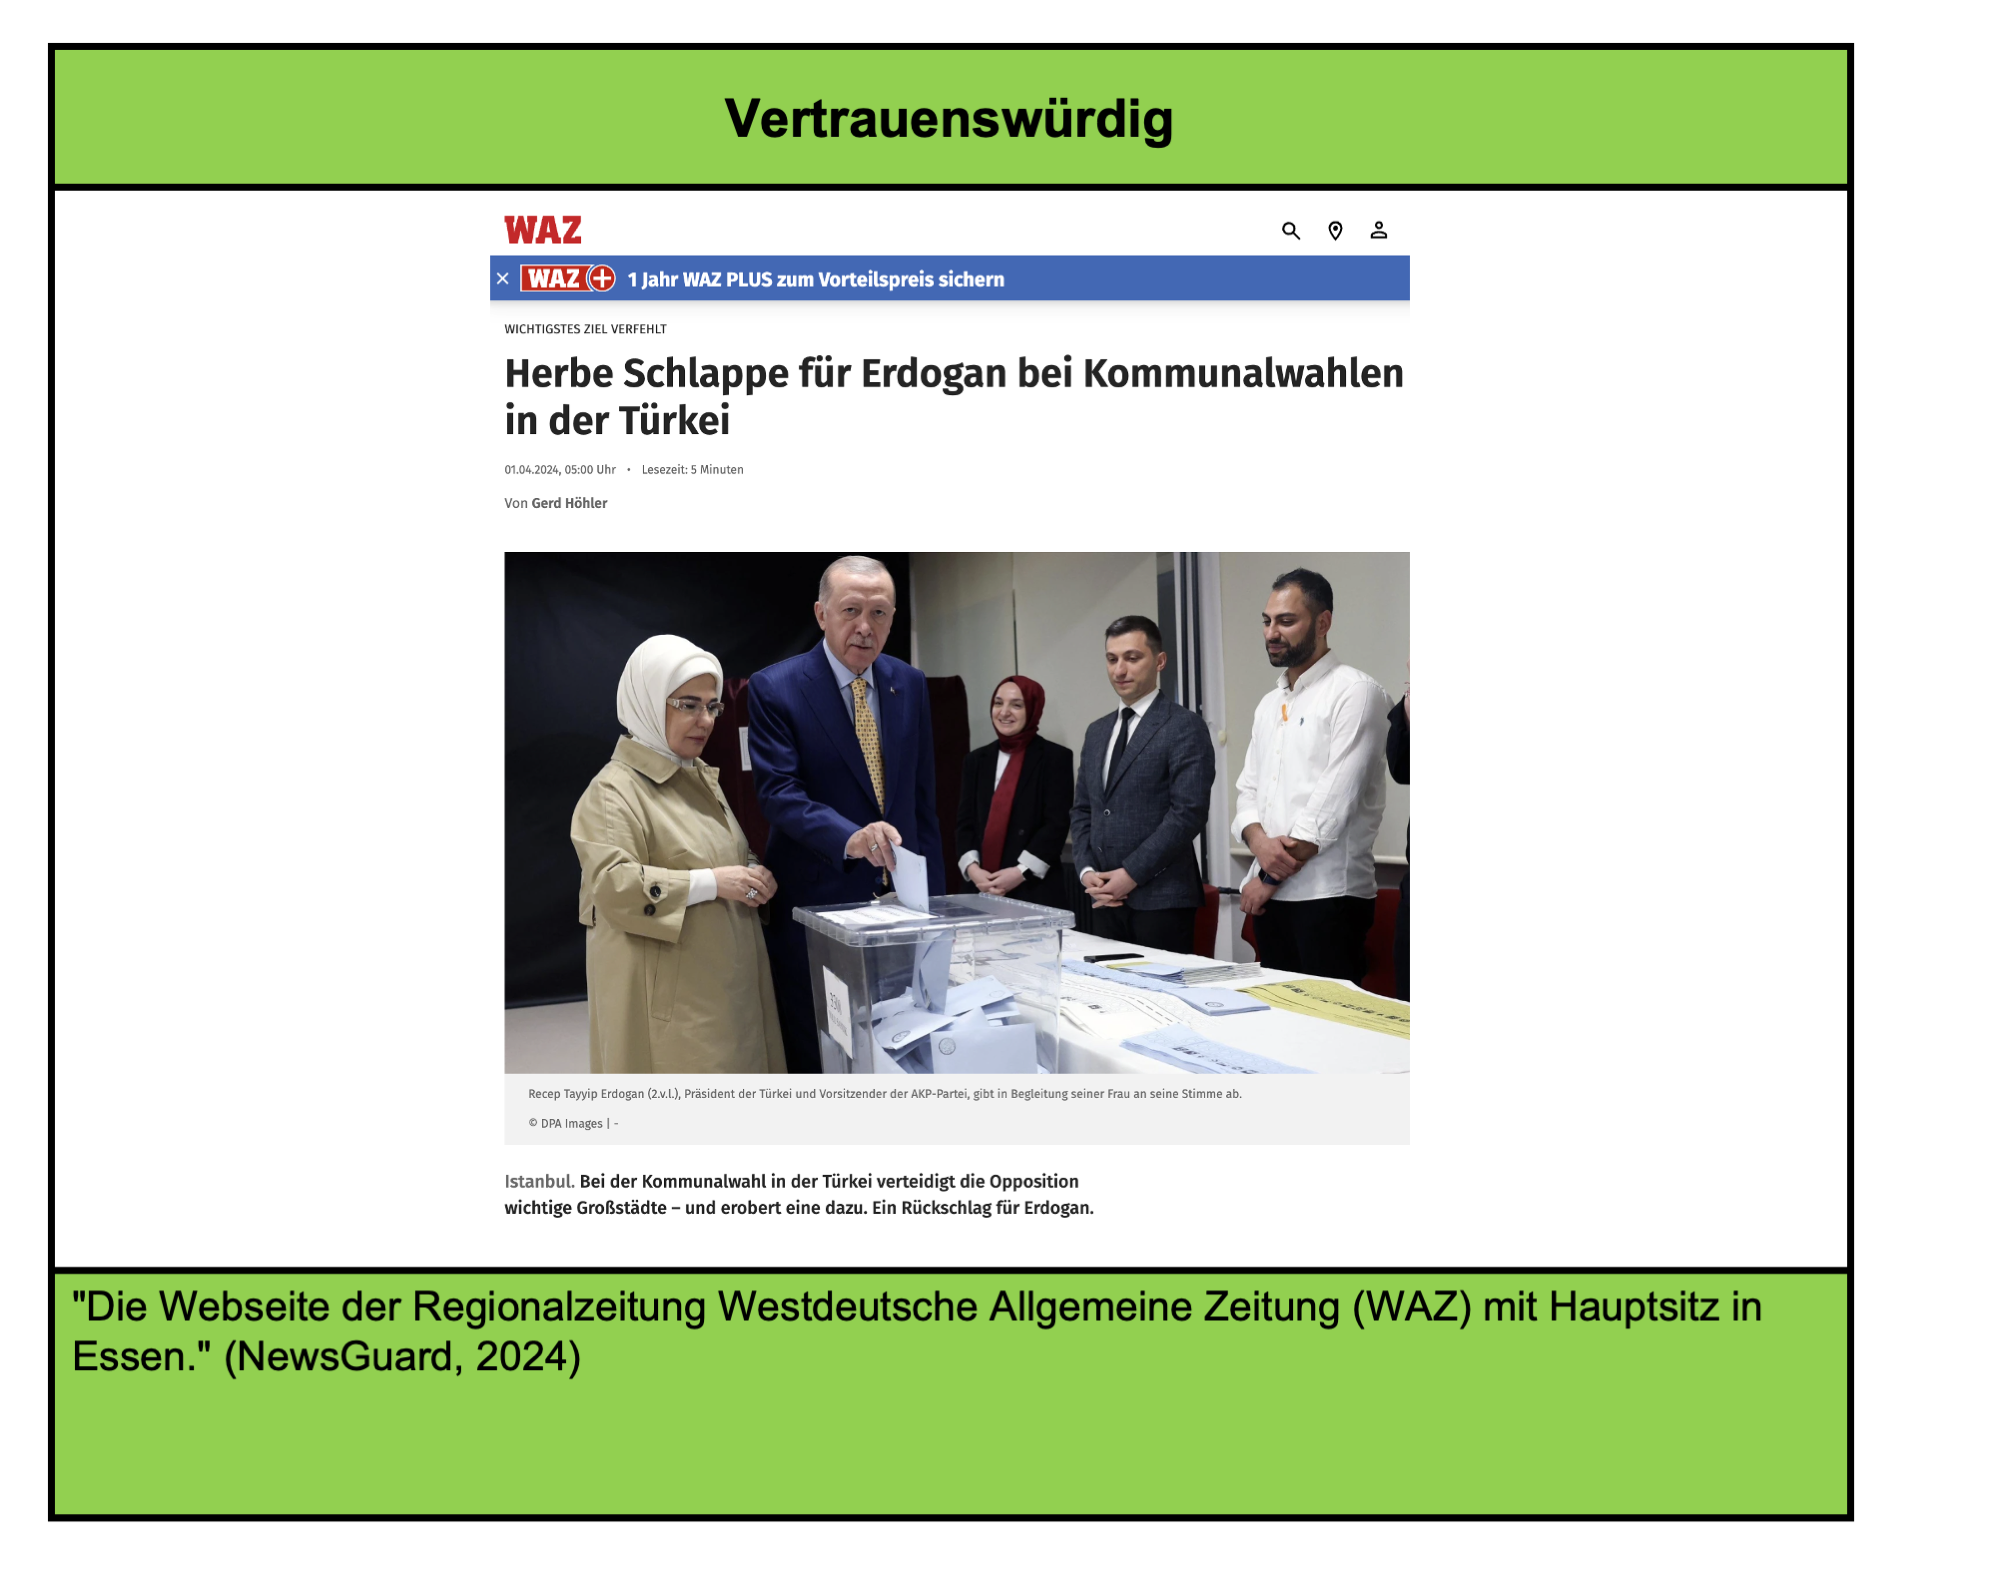 Vertrauenswürdig
WAZ
WAZ+ 1 Jahr WAZ PLUS zum Vorteilspreis sichern
WICHTIGSTES ZIEL VERFEHLT
Herbe Schlappe für Erdogan bei Kommunalwahlen
in der Türkei
01.04.2024, 05:00 Uhr • Lesezeit: 5 Minuten
Von Gerd Höhler
Recep Tayyip Erdogan (2.v.l.), Präsident der Türkei und Vorsitzender der AKP-Partei, gibt in Begleitung seiner Frau an seine Stimme ab.
© DPA Images | -
Istanbul. Bei der Kommunalwahl in der Türkei verteidigt die Opposition
wichtige Großstädte – und erobert eine dazu. Ein Rückschlag für Erdogan.
"Die Webseite der Regionalzeitung Westdeutsche Allgemeine Zeitung (WAZ) mit Hauptsitz in
Essen." (NewsGuard, 2024)